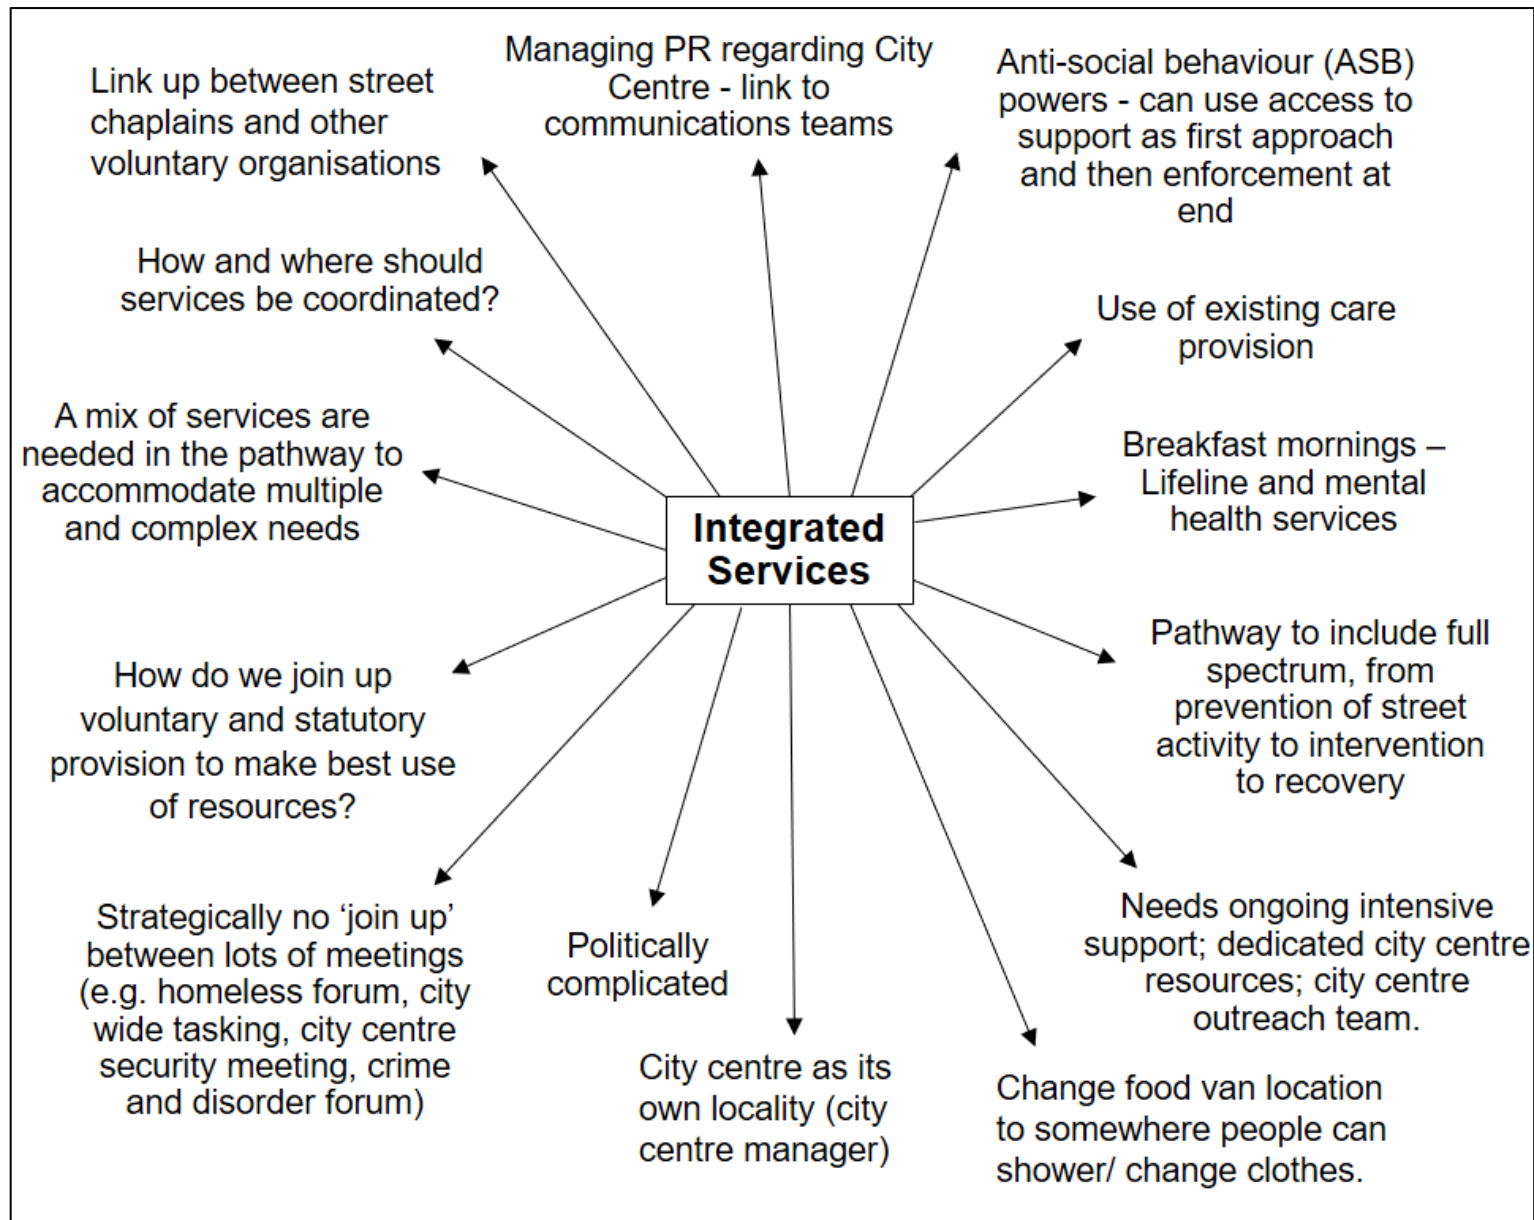 Link up between street
chaplains and other
voluntary organisations
Managing PR regarding City
Centre - link to
communications teams
Anti-social behaviour (ASB)
powers - can use access to
support as first approach
and then enforcement at
end
How and where should
services be coordinated?
Use of existing care
provision
A mix of services are
needed in the pathway to
accommodate multiple
and complex needs
Breakfast mornings –
Lifeline and mental
health services
Integrated
Services
How do we join up
voluntary and statutory
provision to make best use
of resources?
Pathway to include full
spectrum, from
prevention of street
activity to intervention
to recovery
Strategically no ‘join up’
between lots of meetings
(e.g. homeless forum, city
wide tasking, city centre
security meeting, crime
and disorder forum)
Politically
complicated
City centre as its
own locality (city
centre manager)
Needs ongoing intensive
support; dedicated city centre
resources; city centre
outreach team.
Change food van location
to somewhere people can
shower/ change clothes.